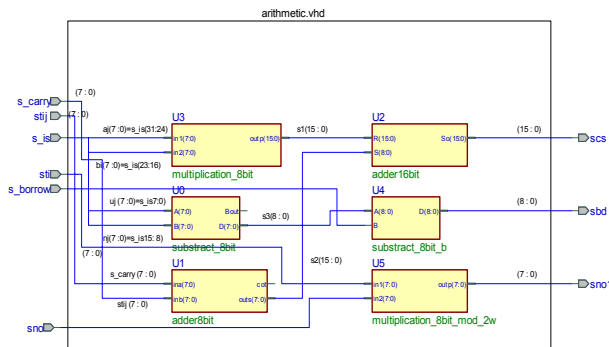 arithmetic.vhd
(7 : 0)
s_carry
stij
(7 : 0)
s_is
sti
s_borrow
sno
aj(7 :0)=s_is(31:24)
bi(7 :0)=s_is(23:16)
uj (7 :0)=s_is7:0)
nj(7 :0)=s_is15: 8)
(7 : 0)
s_carry (7 : 0)
stij (7 : 0)
U3
in1(7:0)
in2(7:0)
outp(15:0)
multiplication_8bit
s1(15 : 0)
U2
R(15:0)
S(8:0)
So(15:0)
adder16bit
(15 : 0)
scs
U0
A(7:0)
B(7:0)
Bout
D(7:0)
substract_8bit
s3(8 : 0)
U4
A(8:0)
B
D(8:0)
substract_8bit_b
(8 : 0)
sbd
U1
ina(7:0)
inb(7:0)
cot
outs(7:0)
adder8bit
s2(15 : 0)
U5
in1(7:0)
in2(7:0)
outp(7:0)
multiplication_8bit_mod_2w
(7 : 0)
sno1